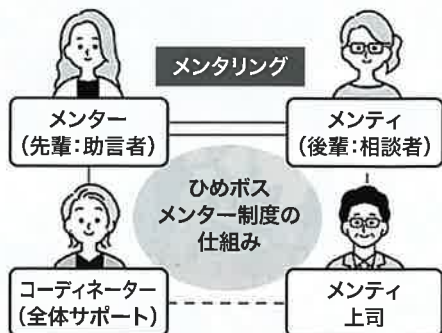 メンタリング
メンター
(先輩:助言者)
メンティ
(後輩:相談者)
ひめボス
メンター制度の
仕組み
コーディネーター
(全体サポート)
メンティ
上司